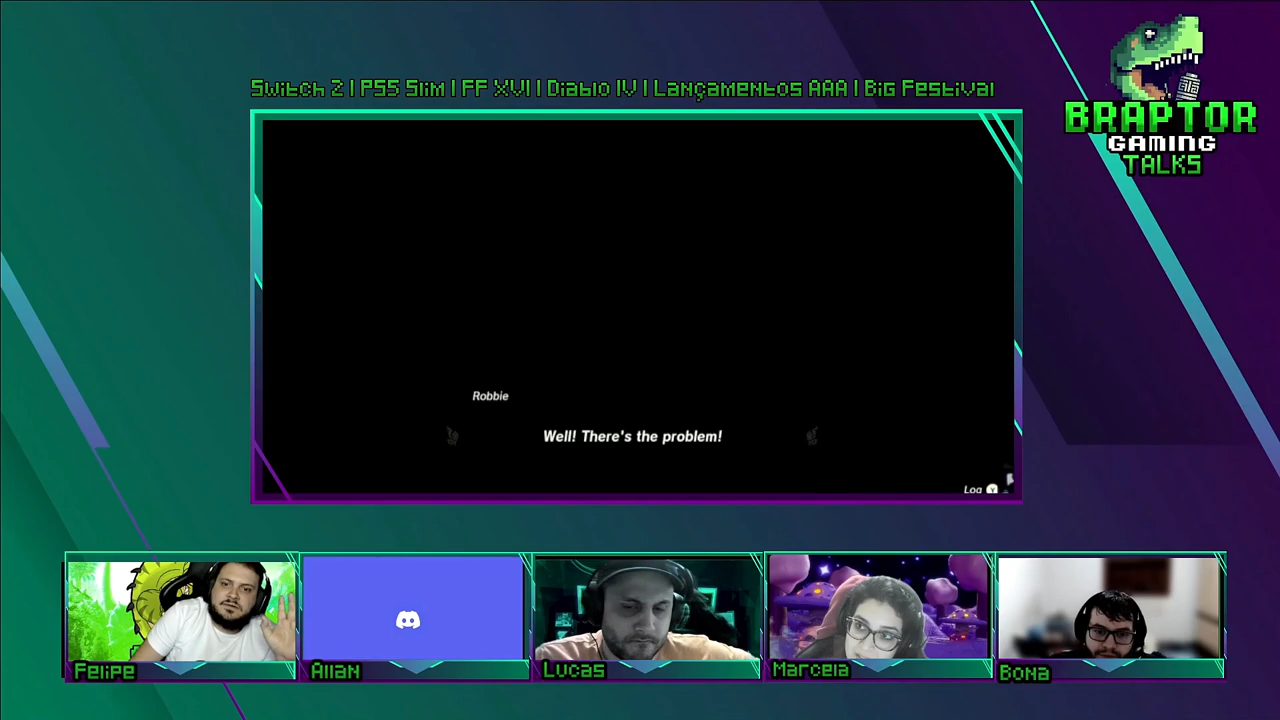 Switch 2 | PS5 Slim | FF XVI | Diablo IV | Lançamentos AAA | Big Festival
BRAPTOR
GAMING
TALKS
Robbie
Well! There's the problem!
Log Y
Felipe
Allan
Lucas
Marcela
Bona